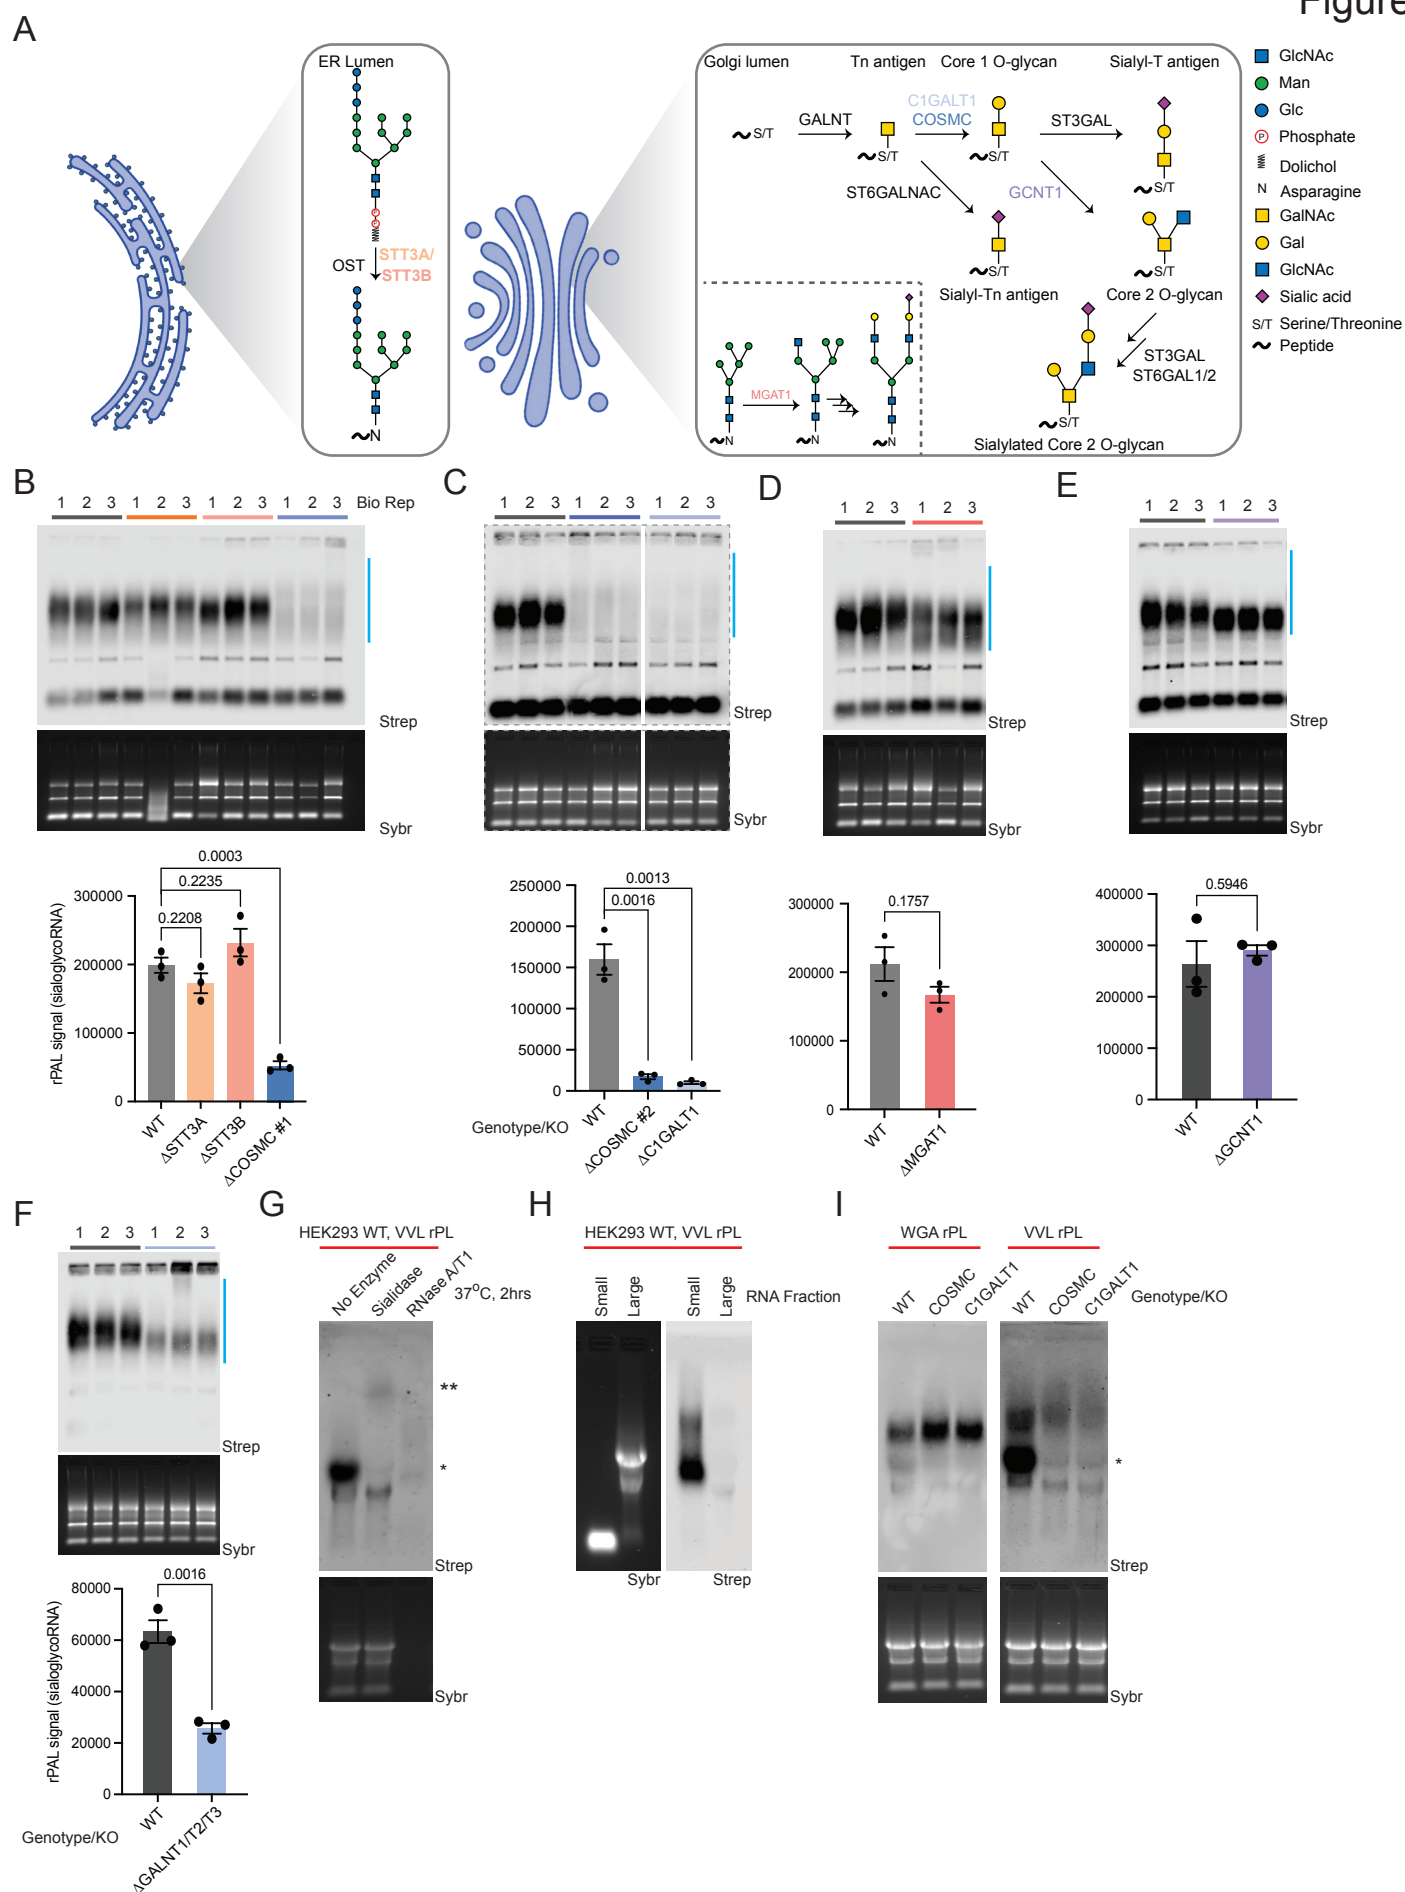 Figure
A
ER Lumen
OST
STT3A/
STT3B
N
Golgi lumen
Tn antigen
Core 1 O-glycan
Sialyl-T antigen
S/T
GALNT
S/T
C1GALT1
COSMC
S/T
ST3GAL
S/T
ST6GALNAC
GCNT1
S/T
Sialyl-Tn antigen
S/T
Core 2 O-glycan
ST3GAL
ST6GAL1/2
S/T
Sialylated Core 2 O-glycan
MGAT1
N
N
N
GlcNAc
Man
Glc
P Phosphate
Dolichol
N Asparagine
GalNAc
Gal
GlcNAc
Sialic acid
S/T Serine/Threonine
Peptide
B
1 2 3 1 2 3 1 2 3 1 2 3 Bio Rep
Strep
Sybr
0.0003
0.2235
0.2208
300000
200000
100000
0
rPAL signal (sialoglycoRNA)
WT
ΔSTT3A
ΔSTT3B
ΔCOSMC #1
C
1 2 3 1 2 3 1 2 3
Strep
Sybr
0.0013
0.0016
250000
200000
150000
100000
50000
0
Genotype/KO
WT
ΔCOSMC #2
ΔC1GALT1
D
1 2 3 1 2 3
Strep
Sybr
0.1757
300000
200000
100000
0
WT
ΔMGAT1
E
1 2 3 1 2 3
Strep
Sybr
0.5946
400000
300000
200000
100000
0
WT
ΔGCNT1
F
1 2 3 1 2 3
Strep
Sybr
0.0016
80000
60000
40000
20000
0
rPAL signal (sialoglycoRNA)
Genotype/KO
WT
ΔGALNT1/T2/T3
G
HEK293 WT, VVL rPL
No Enzyme
Sialidase
RNase A/T1
37ºC, 2hrs
**
*
Strep
Sybr
H
HEK293 WT, VVL rPL
Small
Large
Small
Large
RNA Fraction
Sybr
Strep
I
WGA rPL
VVL rPL
WT
COSMC
C1GALT1
WT
COSMC
C1GALT1
Genotype/KO
*
Strep
Sybr